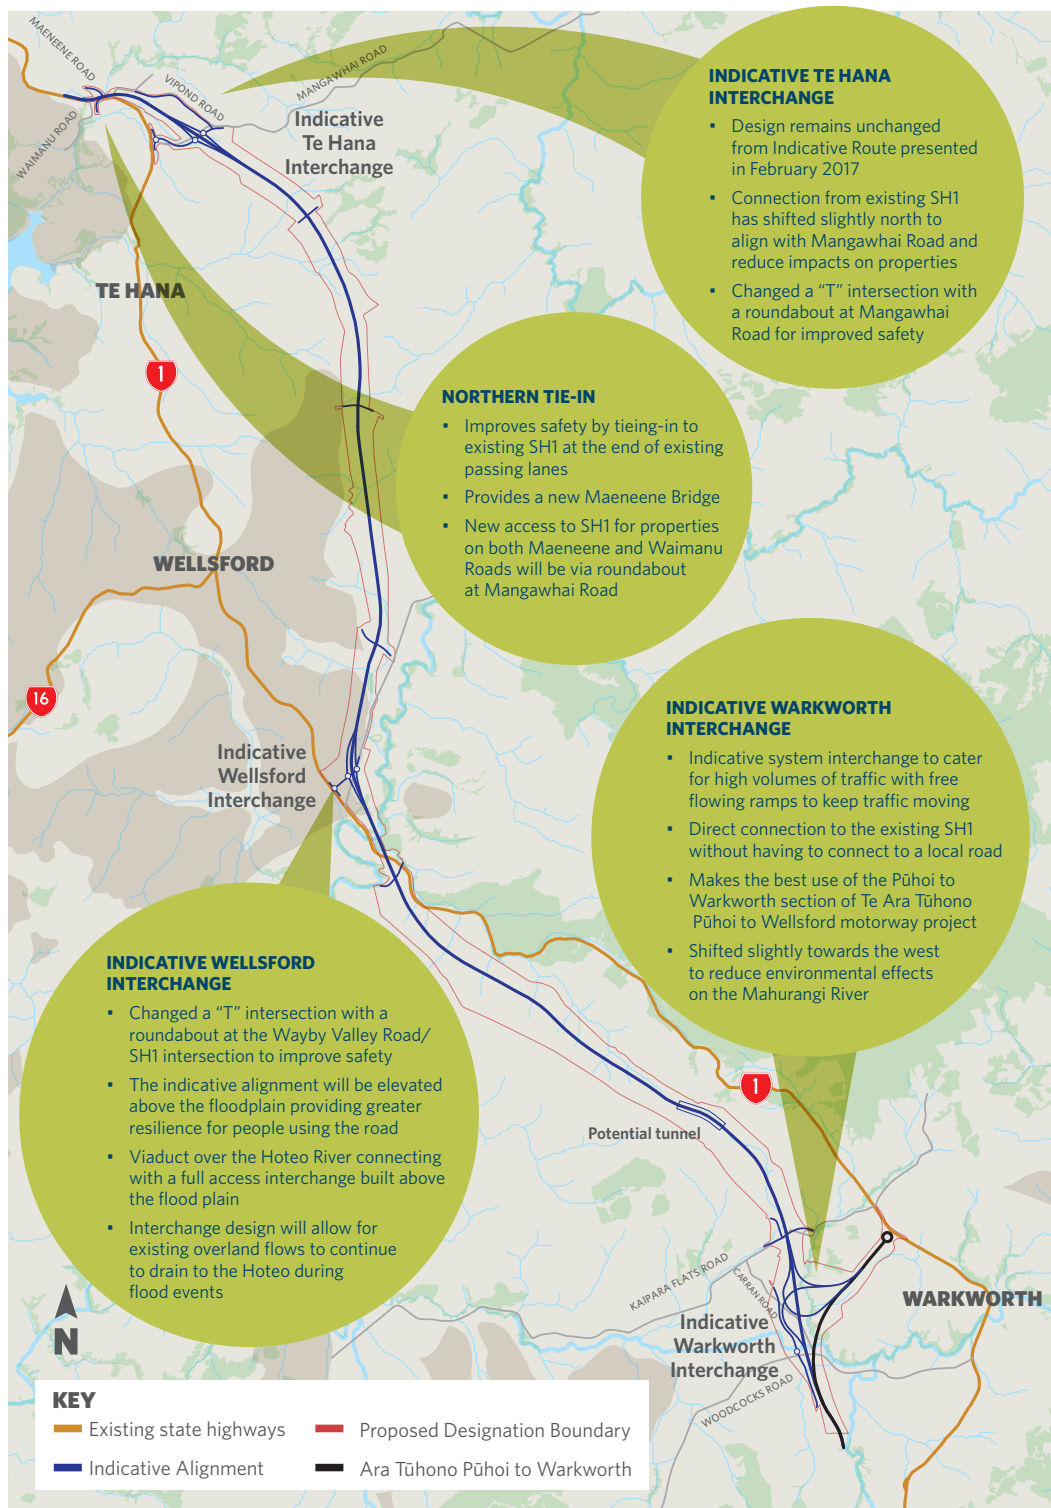 MAENEENE ROAD
VIPOND ROAD
MANGAWHAI ROAD
WAIMANU ROAD
Indicative
Te Hana
Interchange
INDICATIVE TE HANA
INTERCHANGE
• Design remains unchanged
from Indicative Route presented
in February 2017
• Connection from existing SH1
has shifted slightly north to
align with Mangawhai Road and
reduce impacts on properties
• Changed a “T” intersection with
a roundabout at Mangawhai
Road for improved safety
TE HANA
1
NORTHERN TIE-IN
• Improves safety by tieing-in to
existing SH1 at the end of existing
passing lanes
• Provides a new Maeneene Bridge
• New access to SH1 for properties
on both Maeneene and Waimanu
Roads will be via roundabout
at Mangawhai Road
WELLSFORD
16
Indicative
Wellsford
Interchange
INDICATIVE WARKWORTH
INTERCHANGE
• Indicative system interchange to cater
for high volumes of traffic with free
flowing ramps to keep traffic moving
• Direct connection to the existing SH1
without having to connect to a local road
• Makes the best use of the Pūhoi to
Warkworth section of Te Ara Tūhono
Pūhoi to Wellsford motorway project
• Shifted slightly towards the west
to reduce environmental effects
on the Mahurangi River
INDICATIVE WELLSFORD
INTERCHANGE
• Changed a “T” intersection with a
roundabout at the Wayby Valley Road/
SH1 intersection to improve safety
• The indicative alignment will be elevated
above the floodplain providing greater
resilience for people using the road
• Viaduct over the Hoteo River connecting
with a full access interchange built above
the flood plain
• Interchange design will allow for
existing overland flows to continue
to drain to the Hoteo during
flood events
1
Potential tunnel
KAIPARA FLATS ROAD
CARRAN ROAD
WARKWORTH
Indicative
Warkworth
Interchange
WOODCOCKS ROAD
N
KEY
Existing state highways
Proposed Designation Boundary
Indicative Alignment
Ara Tūhono Pūhoi to Warkworth